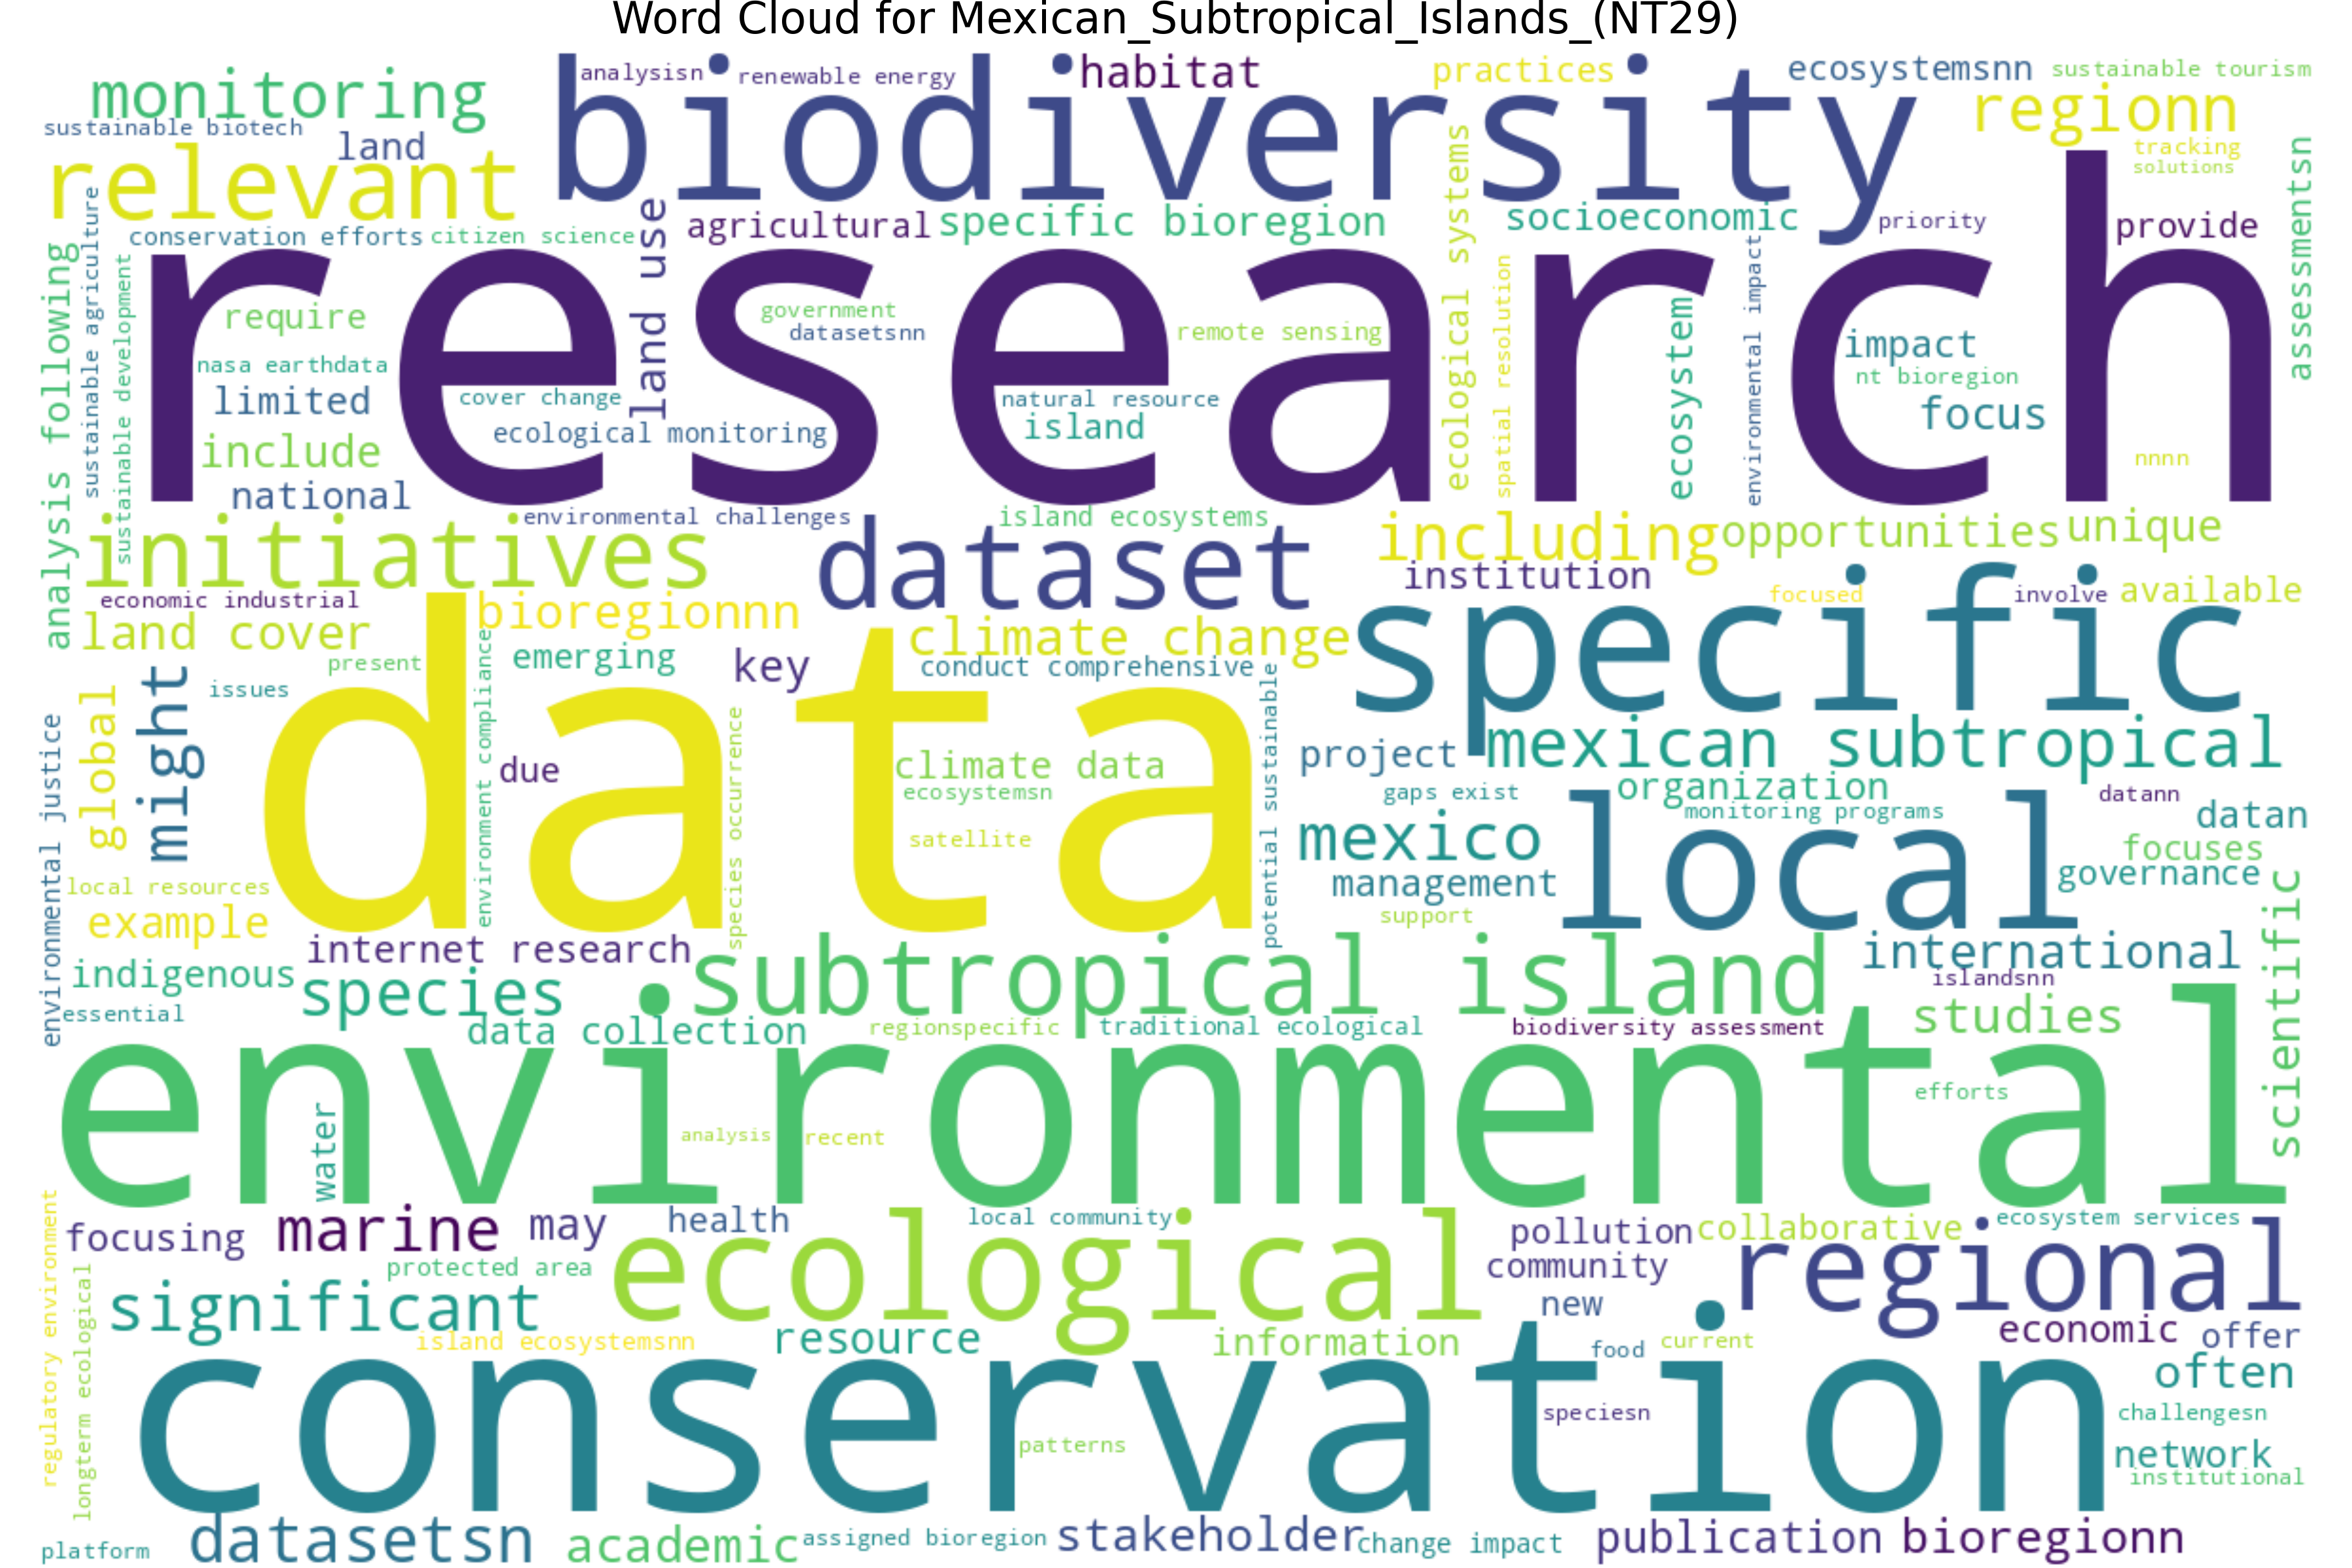 Word Cloud for Mexican_Subtropical_Islands_(NT29)
monitoring
analysisn
renewable energy
habitat
practices
ecosystemsnn
sustainable tourism
biodiversity
regionn
sustainable biotech
land
relevant
tracking
solutions
assessmentsn
sustainable agriculture
conservation efforts
citizen science
land use
agricultural
specific bioregion
ecological systems
socioeconomic
priority
provide
analysis following
sustainable development
research
require
government
datasetsnn
remote sensing
spatial resolution
ecosystem
environmental impact
impact
nasa earthdata
nt bioregion
limited
cover change
natural resource
focus
ecological monitoring
island
include
nnnn
national
environmental challenges
island ecosystems
initiatives
dataset
including
opportunities
unique
institution
economic industrial
bioregionnn
focused
involve
available
specific
land cover
climate change
present
emerging
key
conduct comprehensive
issues
might
global
data
environment compliance
due
species occurrence
climate data
ecosystemsn
satellite
potential sustainable
project
mexican subtropical
gaps exist
organization
monitoring programs
datann
datan
mexico
local
focuses
governance
management
support
environmental justice
local resources
example
internet research
indigenous
species
subtropical island
international
islandsnn
scientific
essential
data collection
regionspecific
traditional ecological
biodiversity assessment
studies
environmental
water
analysis
recent
efforts
focusing
marine
may
health
local community
pollution
collaborative
ecosystem services
ecological
community
regional
protected area
regulatory environment
longterm ecological
significant
new
island ecosystemsnn
resource
information
food
current
economic
offer
conservation
often
speciesn
challengesn
patterns
network
institutional
platform
datasetsn
academic
assigned bioregion
stakeholder
change impact
publication
bioregionn